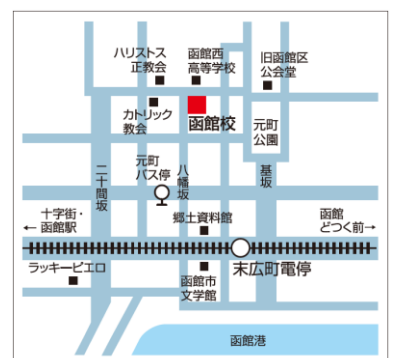 ハリストス
正教会
函館西
高等学校
旧函館区
公会堂
カトリック
教会
函館校
元町
公園
元町
バス停
二十間坂
八幡坂
基坂
十字街・
← 函館駅
郷土資料館
函館
どつく前→
ラッキーピエロ
末広町電停
函館市
文学館
函館港